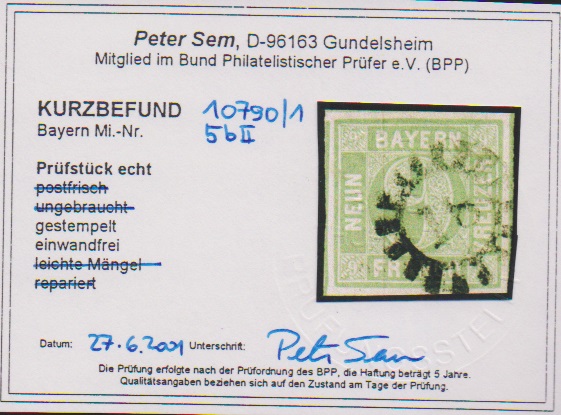 Peter Sem, D-96163 Gundelsheim
Mitglied im Bund Philatelistischer Prüfer e.V. (BPP)
KURZBEFUND 10790/1
Bayern Mi.-Nr. 5bII
Prüfstück echt
postfrisch
ungebraucht
gestempelt
einwandfrei
leichte Mängel
repariert
BAYERN
NEUN
9
KREUZER
FR
Datum: 27.6.2001 Unterschrift: Peter Sem
Die Prüfung erfolgte nach der Prüfordnung des BPP, die Haftung beträgt 5 Jahre.
Qualitätsangaben beziehen sich auf den Zustand am Tage der Prüfung.